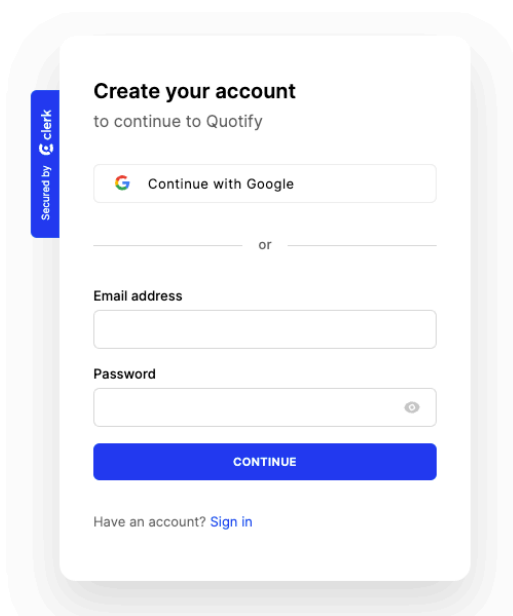 Create your account
to continue to Quotify
Secured by clerk
Continue with Google
or
Email address
Password
CONTINUE
Have an account? Sign in